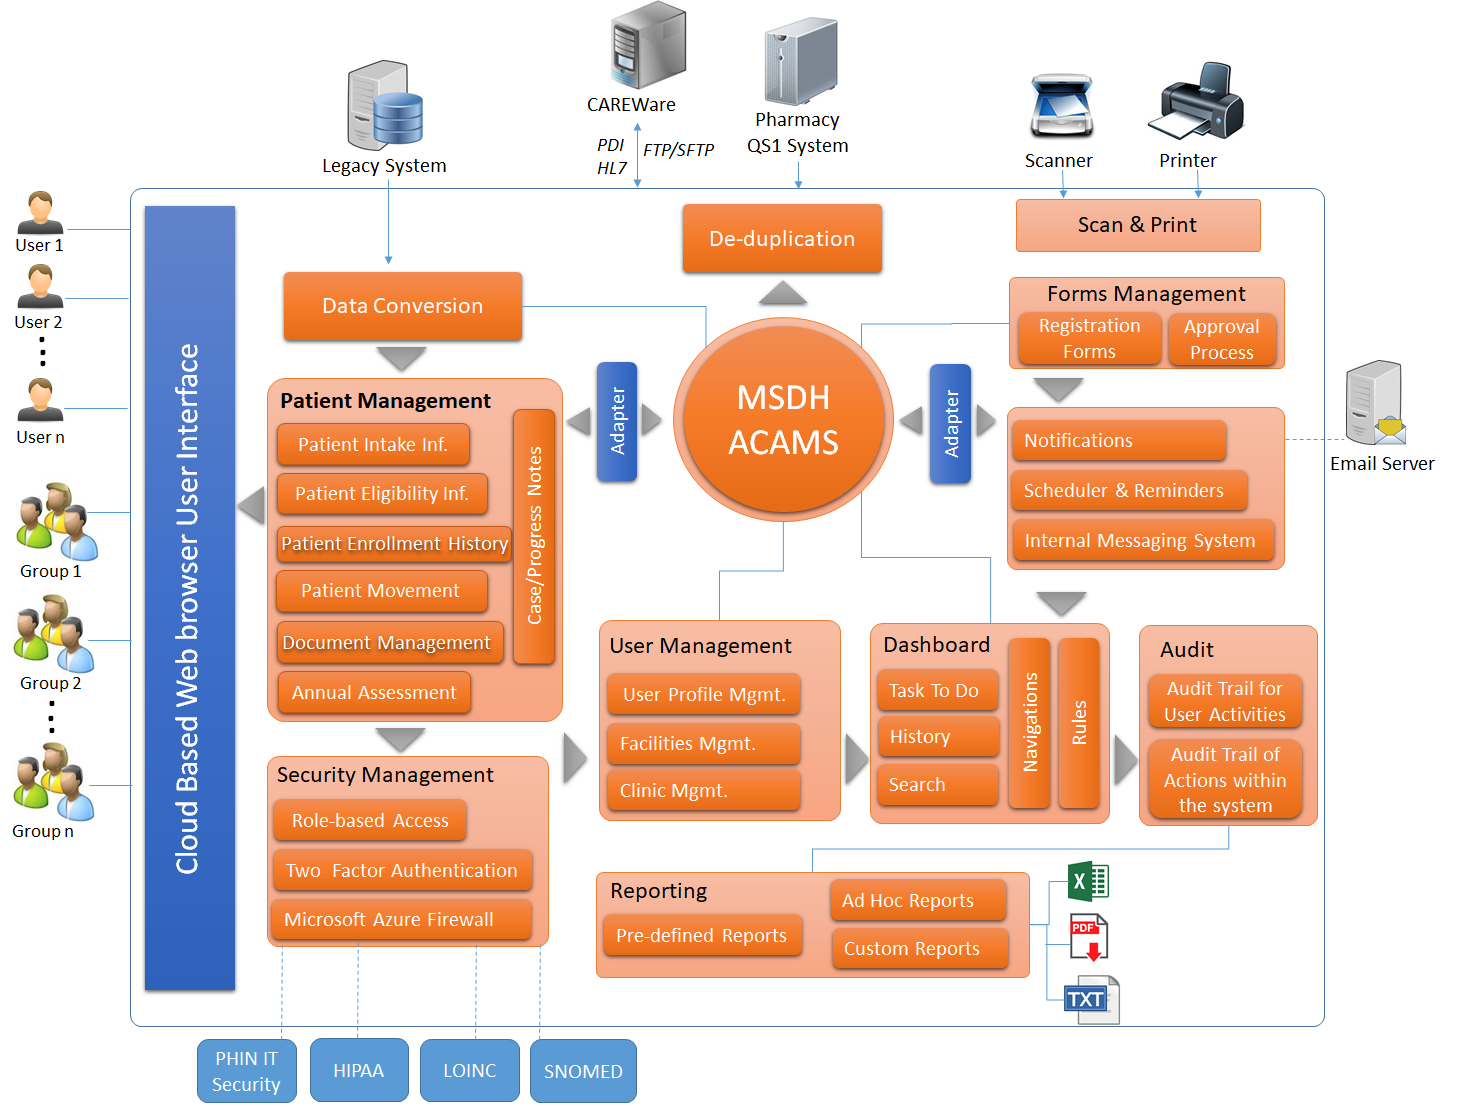 CAREWare
PDI
HL7
FTP/SFTP
Pharmacy
QS1 System
Legacy System
Scanner
Printer
User 1
User 2
User n
Group 1
Group 2
Group n
Cloud Based Web browser User Interface
Data Conversion
De-duplication
Scan & Print
Forms Management
Registration
Forms
Approval
Process
Patient Management
Patient Intake Inf.
Patient Eligibility Inf.
Patient Enrollment History
Patient Movement
Document Management
Annual Assessment
Case/Progress Notes
Adapter
MSDH
ACAMS
Adapter
Notifications
Scheduler & Reminders
Internal Messaging System
Email Server
Security Management
Role-based Access
Two Factor Authentication
Microsoft Azure Firewall
User Management
User Profile Mgmt.
Facilities Mgmt.
Clinic Mgmt.
Dashboard
Task To Do
History
Search
Navigations
Rules
Audit
Audit Trail for
User Activities
Audit Trail of
Actions within
the system
Reporting
Pre-defined Reports
Ad Hoc Reports
Custom Reports
X
PDF
TXT
PHIN IT
Security
HIPAA
LOINC
SNOMED